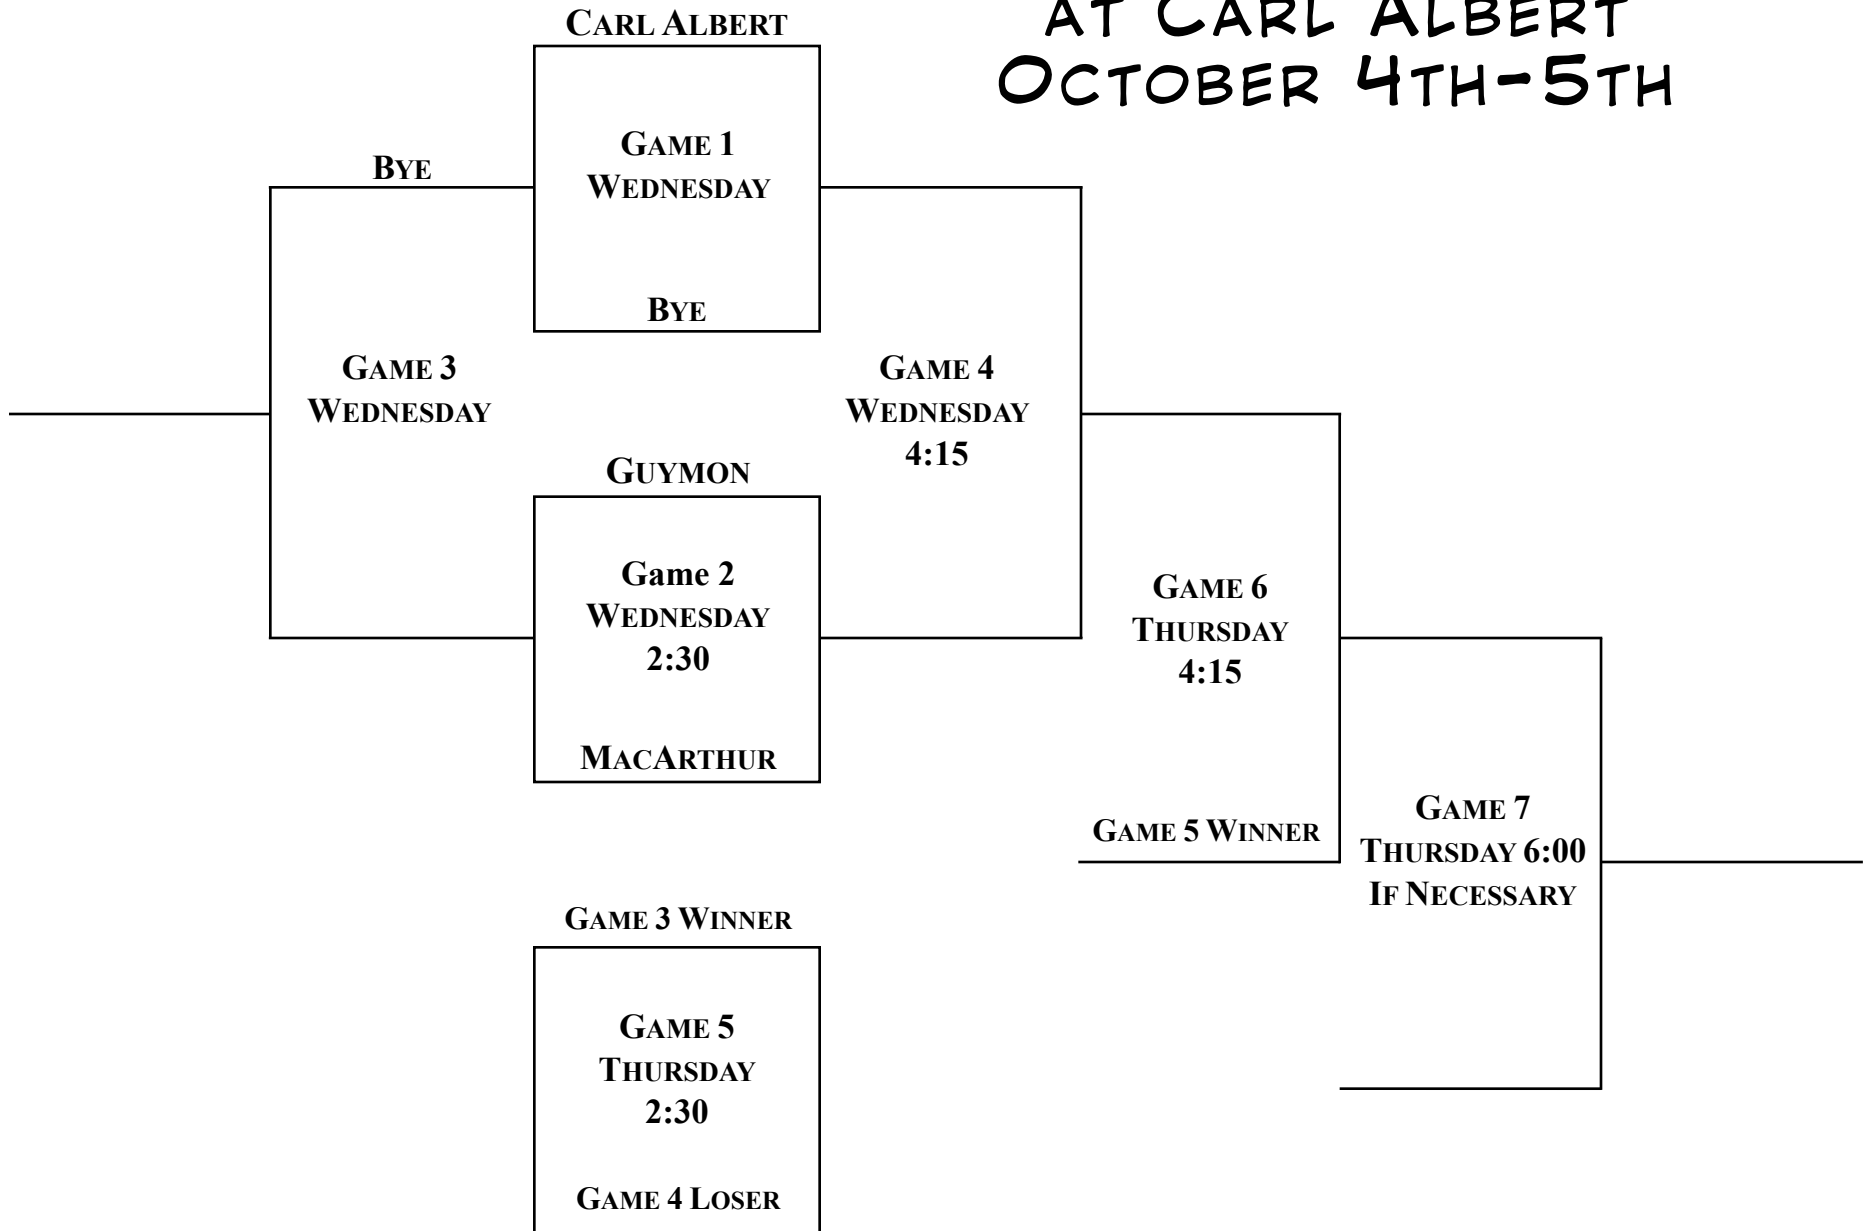 AT CARL ALBERT
OCTOBER 4TH-5TH
CARL ALBERT
GAME 1
WEDNESDAY
BYE
BYE
GAME 3
WEDNESDAY
GAME 4
WEDNESDAY
4:15
GUYMON
Game 2
WEDNESDAY
2:30
MACARTHUR
GAME 6
THURSDAY
4:15
GAME 5 WINNER
GAME 7
THURSDAY 6:00
IF NECESSARY
GAME 3 WINNER
GAME 5
THURSDAY
2:30
GAME 4 LOSER